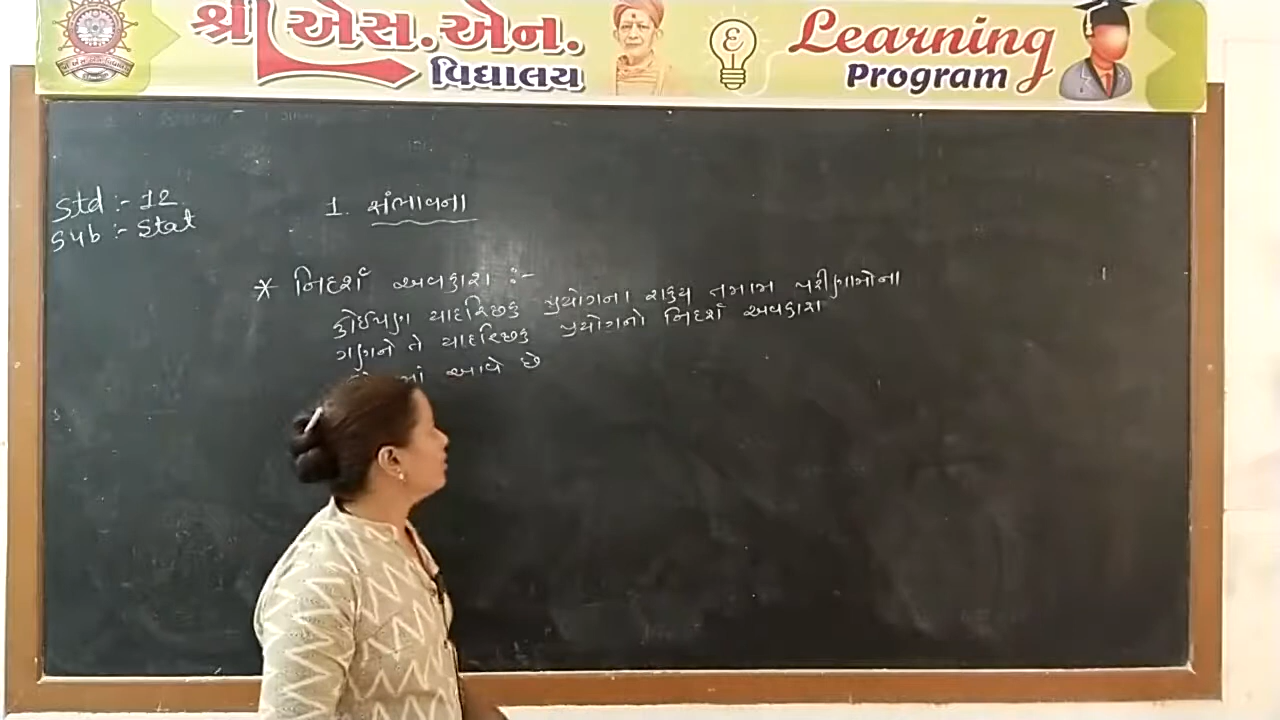 શ્રી એસ.એન.
વિદ્યાલય
Learning
Program
Std :- 12
Sub :- Stat
1. સંભાવના
* નિદર્શ અવકાશ :-
કોઈપણ યાદચ્છિક પ્રયોગના શક્ય તમામ પરીણામોના
ગણને તે યાદચ્છિક પ્રયોગનો નિદર્શ અવકાશ
માં આવે છે